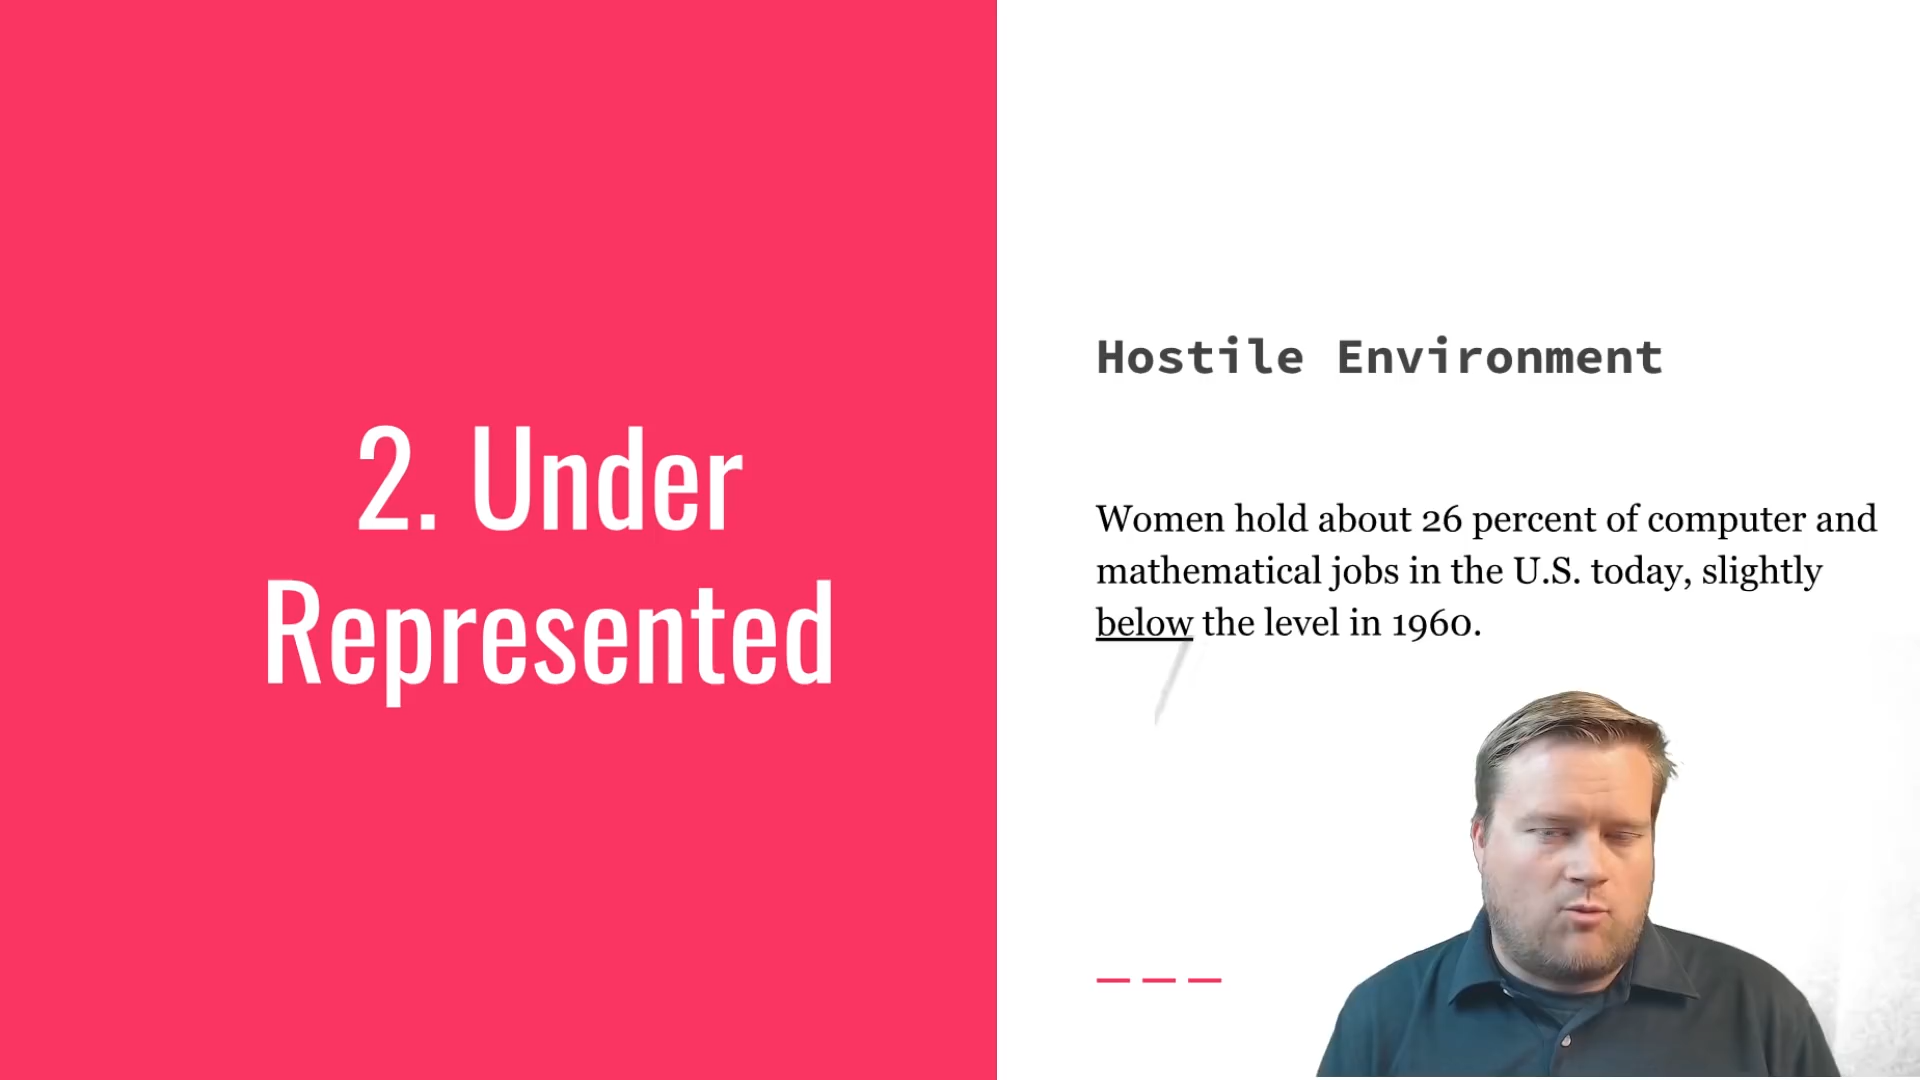 2. Under
Represented
Hostile Environment
Women hold about 26 percent of computer and
mathematical jobs in the U.S. today, slightly
below the level in 1960.